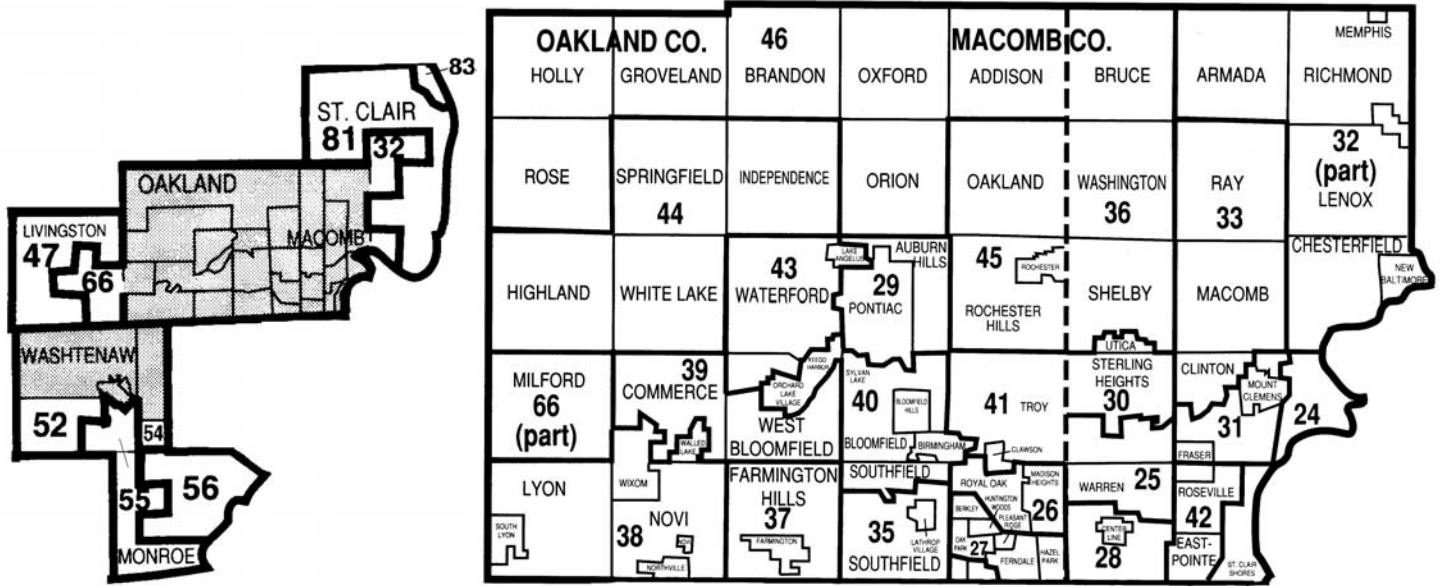 83
ST. CLAIR
81 32
OAKLAND
LIVINGSTON
47
MACOMB
66
WASHTENAW
52
54
55 56
MONROE
OAKLAND CO. 46 MACOMB CO.
MEMPHIS
HOLLY GROVELAND BRANDON OXFORD ADDISON BRUCE ARMADA RICHMOND
32
(part)
ROSE SPRINGFIELD INDEPENDENCE ORION OAKLAND WASHINGTON RAY LENOX
44 36 33
CHESTERFIELD
LAKE
ANGELUS
AUBURN
HILLS
45
ROCHESTER
NEW
BALTIMORE
43
29
HIGHLAND WHITE LAKE WATERFORD PONTIAC SHELBY MACOMB
ROCHESTER
HILLS
UTICA
39
KEEGO
HARBOR
SYLVAN
LAKE
STERLING
HEIGHTS
30
CLINTON
MOUNT
CLEMENS
MILFORD
66
(part)
COMMERCE
ORCHARD
LAKE
VILLAGE
40
BLOOMFIELD
HILLS
41 TROY
31 24
WALLED
LAKE
WEST
BLOOMFIELD
BLOOMFIELD BIRMINGHAM
CLAWSON
FRASER
LYON
WIXOM
FARMINGTON
HILLS
37
SOUTHFIELD
ROYAL OAK
MADISON
HEIGHTS
WARREN 25
ROSEVILLE
SOUTH
LYON
38
NOVI
NOVI
NORTHVILLE
FARMINGTON
35
LATHRUP
VILLAGE
SOUTHFIELD
BERKLEY
HUNTINGTON
WOODS
PLEASANT
RIDGE
26
OAK
PARK
27
FERNDALE
HAZEL
PARK
CENTER
LINE
28
42
EAST-
POINTE
ST. CLAIR
SHORES